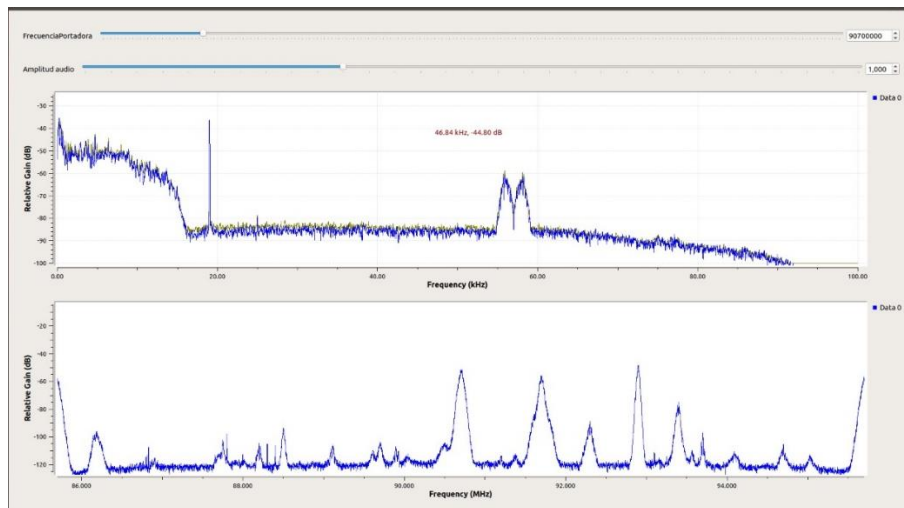 FrecuenciaPortadora
90700000
Amplitud audio
1,000
Data 0
46.84 kHz, -44.80 dB
Relative Gain (dB)
-30
-40
-50
-60
-70
-80
-90
-100
0.00 20.00 40.00 60.00 80.00 100.00
Frequency (kHz)
Data 0
Relative Gain (dB)
-20
-40
-60
-80
-100
-120
86.000 88.000 90.000 92.000 94.000
Frequency (MHz)